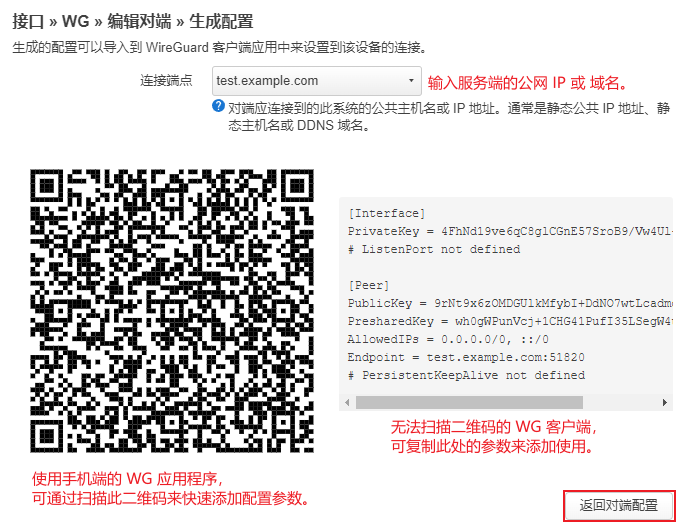 接口 » WG » 编辑对端 » 生成配置
生成的配置可以导入到 WireGuard 客户端应用中来设置到该设备的连接。
连接端点
test.example.com
输入服务端的公网 IP 或 域名。
对端应连接到的此系统的公共主机名或 IP 地址。通常是静态公共 IP 地址、静
态主机名或 DDNS 域名。
[Interface]
PrivateKey = 4FhNd19ve6qC8glCGnE57SroB9/Vw4Ul
# ListenPort not defined
[Peer]
PublicKey = 9rNt9x6zOMDGUlkMfybI+DdNO7wtLcadm
PresharedKey = wh0gWPunVcj+1CHG41PufI35LSegW4
AllowedIPs = 0.0.0.0/0, ::/0
Endpoint = test.example.com:51820
# PersistentKeepAlive not defined
无法扫描二维码的 WG 客户端，
可复制此处的参数来添加使用。
使用手机端的 WG 应用程序，
可通过扫描此二维码来快速添加配置参数。
返回对端配置